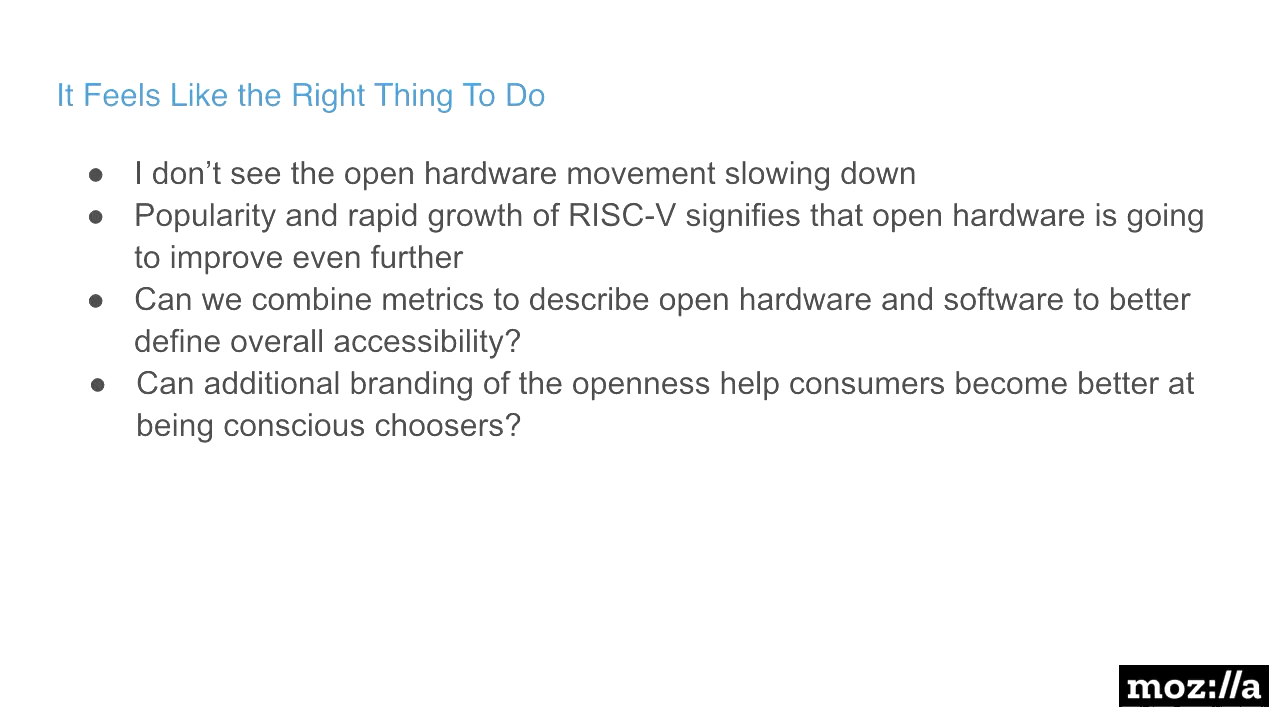 It Feels Like the Right Thing To Do
● I don’t see the open hardware movement slowing down
● Popularity and rapid growth of RISC-V signifies that open hardware is going
to improve even further
● Can we combine metrics to describe open hardware and software to better
define overall accessibility?
● Can additional branding of the openness help consumers become better at
being conscious choosers?
moz://a